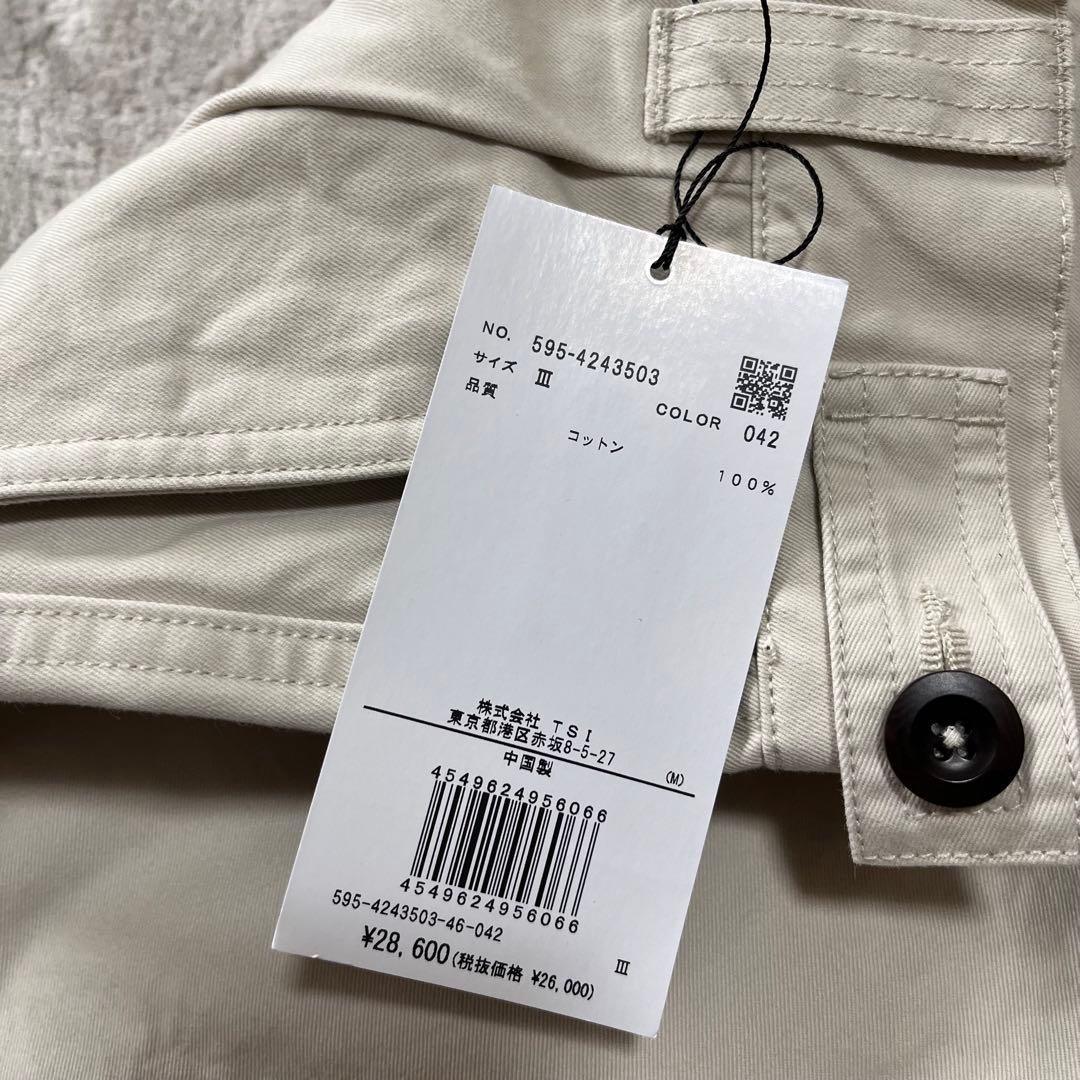 NO. 595-4243503
サイズ Ⅲ
品質
COLOR 042
コットン
100%
株式会社 TSI
東京都港区赤坂8-5-27
中国製 (M)
4549624956066
4549624956066
595-4243503-46-042
¥28,600(税抜価格 ¥26,000) Ⅲ